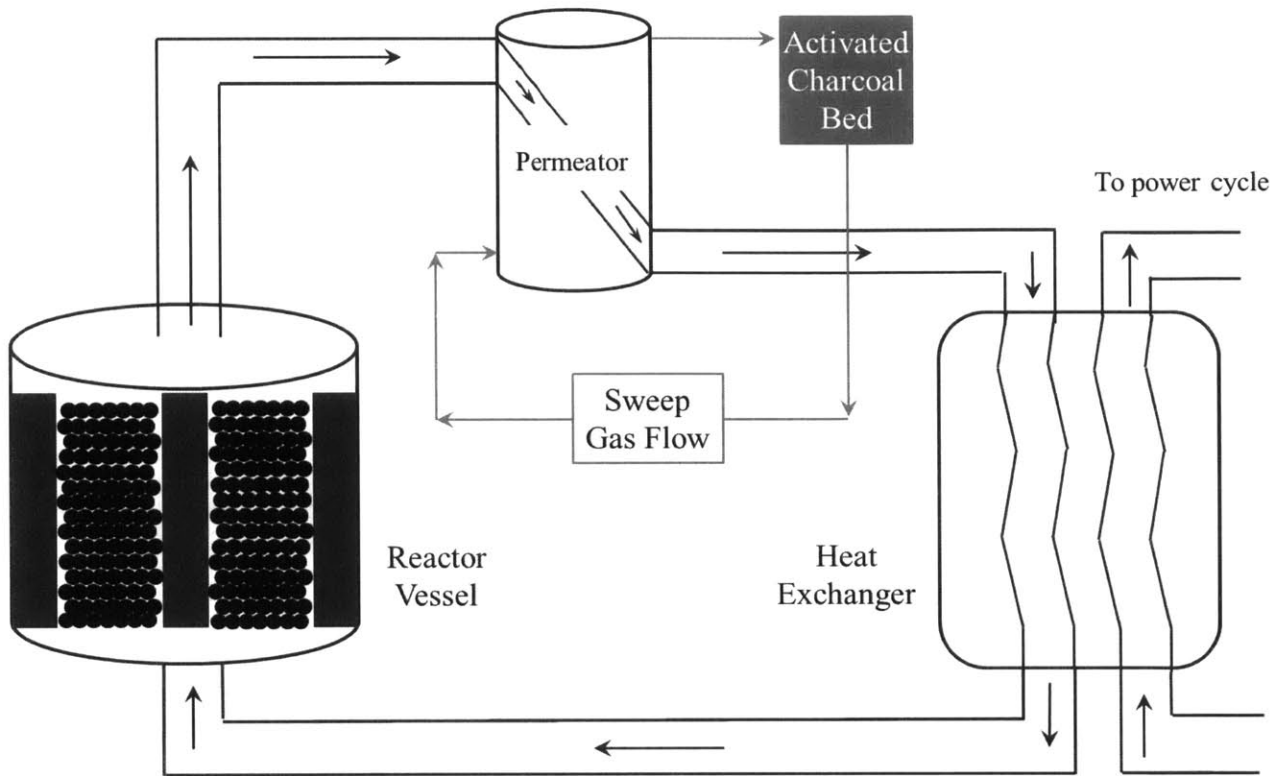 Activated
Charcoal
Bed
Permeator
To power cycle
Sweep
Gas Flow
Reactor
Vessel
Heat
Exchanger